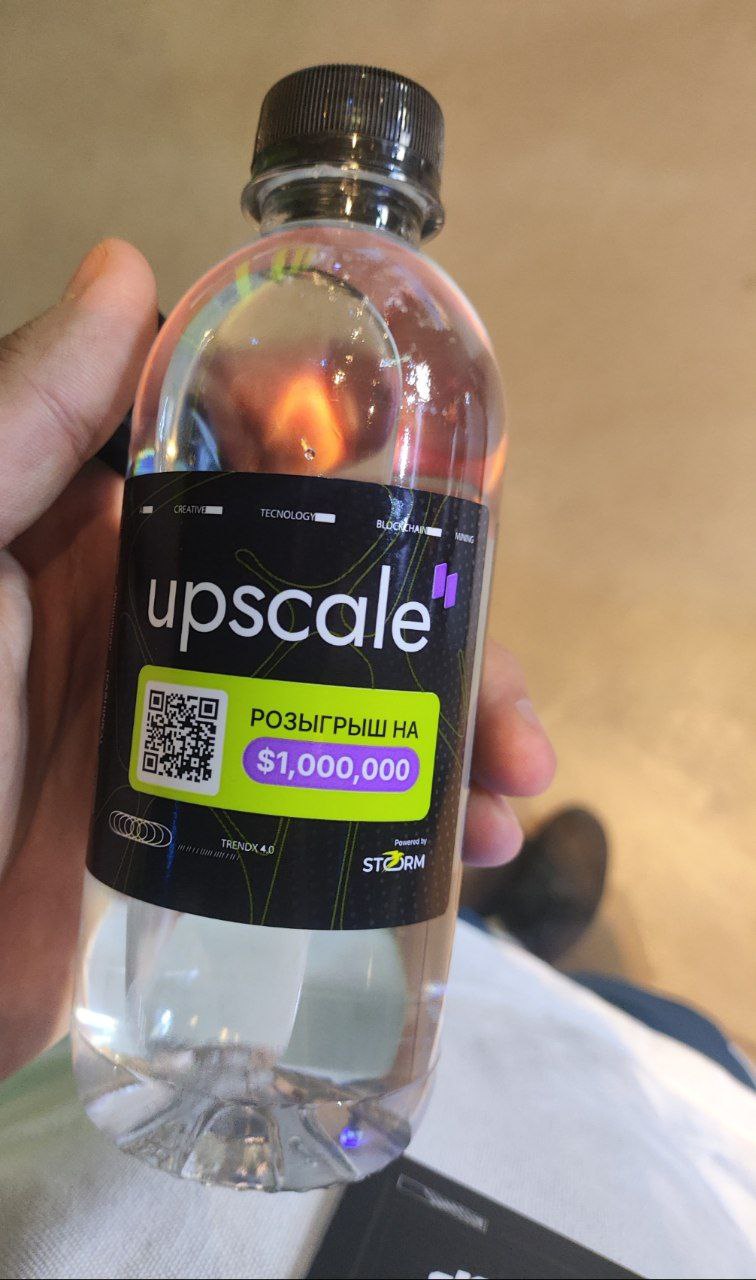 CREATIVE
TECNOLOGY
BLOCKCHAIN
MINING
upscale
РОЗЫГРЫШ НА
$1,000,000
TRENDX 4.0
Powered by
STORM